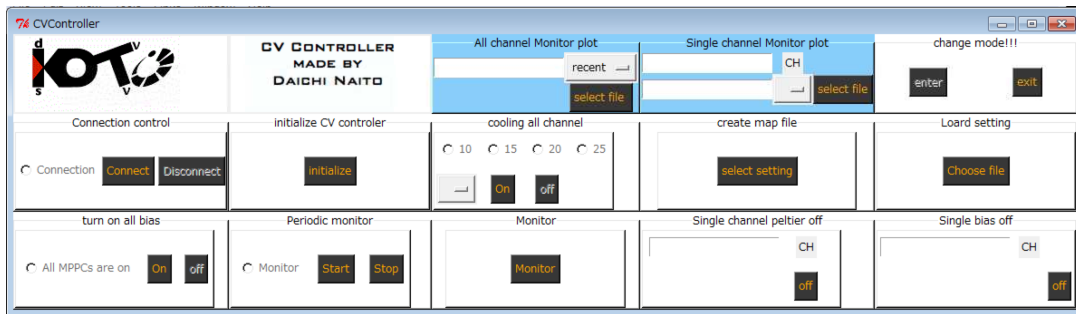 CVController
d V
KOTO
s V
CV CONTROLLER
MADE BY
DAICHI NAITO
All channel Monitor plot
recent
select file
Single channel Monitor plot
CH
select file
change mode!!!
enter
exit
Connection control
Connection
Connect
Disconnect
initialize CV controler
initialize
cooling all channel
10 15 20 25
On
off
create map file
select setting
Loard setting
Choose file
turn on all bias
All MPPCs are on
On
off
Periodic monitor
Monitor
Start
Stop
Monitor
Monitor
Single channel peltier off
CH
off
Single bias off
CH
off